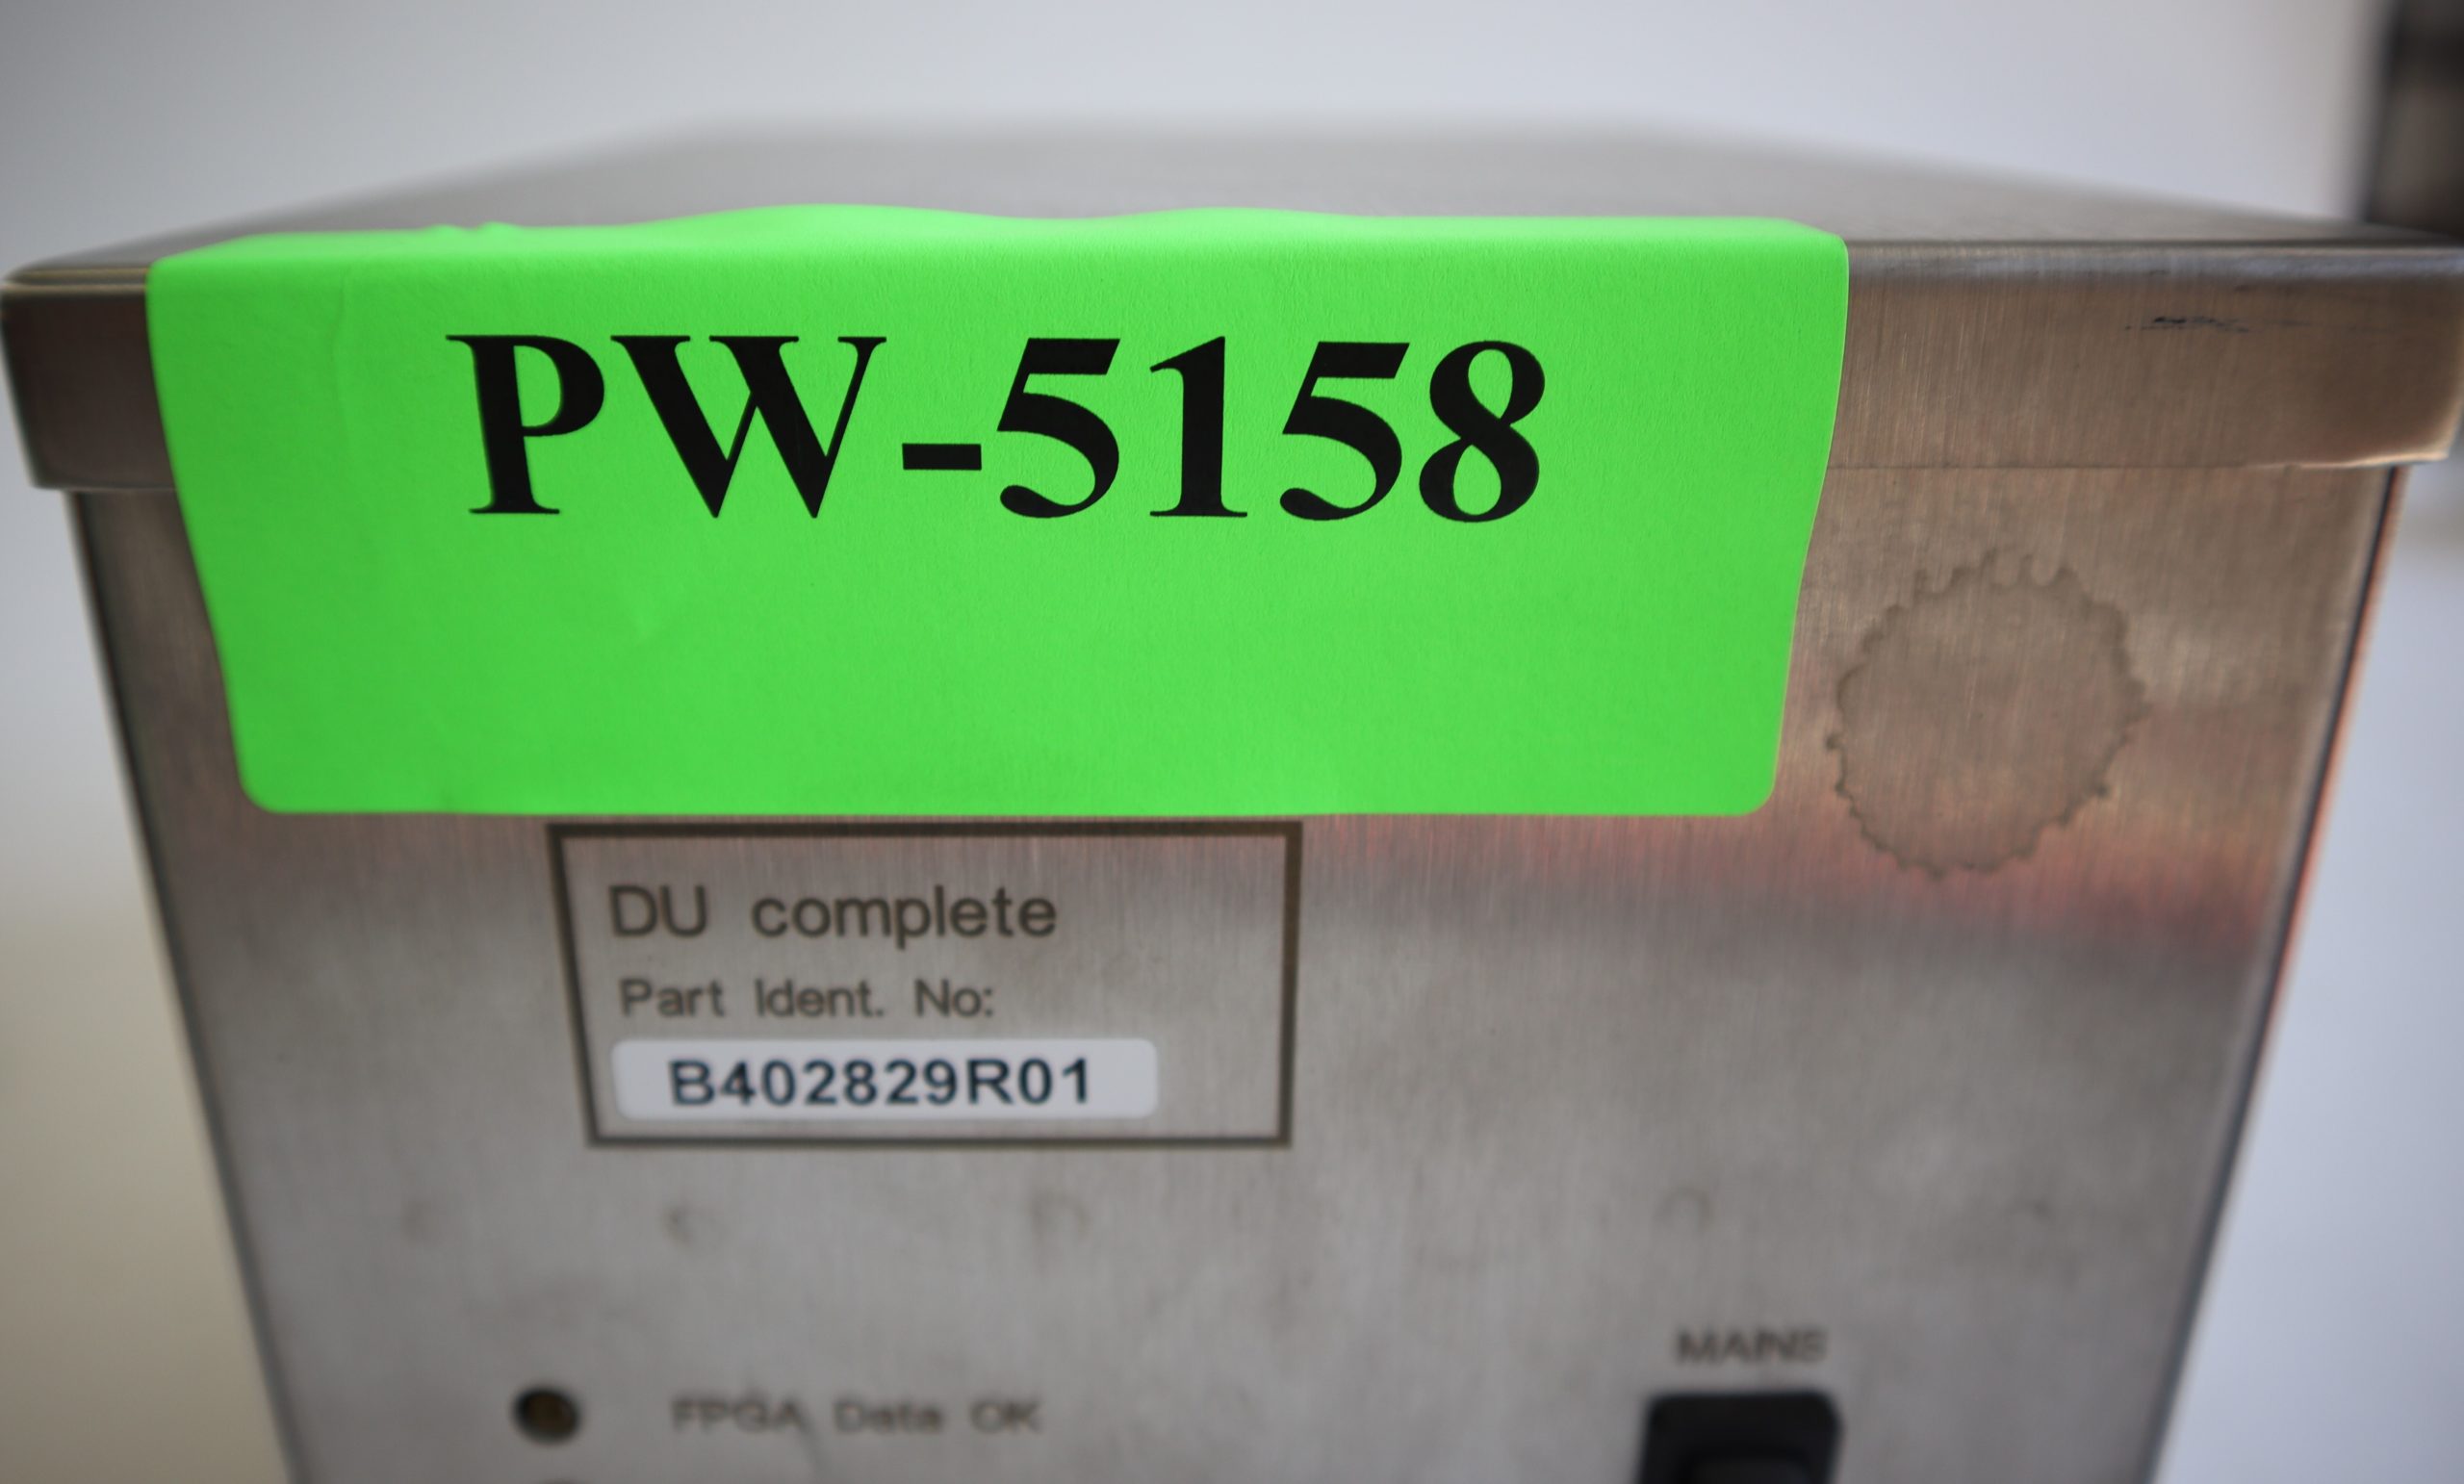 PW-5158
DU complete
Part Ident. No:
B402829R01
MAINS
FPGA Data OK